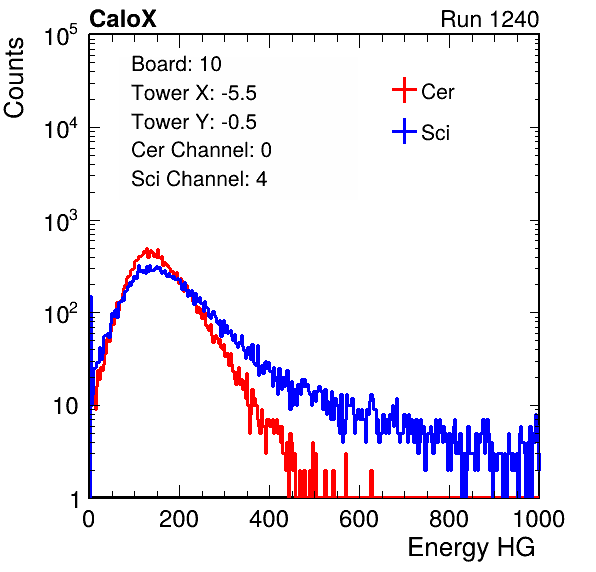 CaloX Run 1240
Counts
10^5
10^4
10^3
10^2
10
1
Board: 10
Tower X: -5.5
Tower Y: -0.5
Cer Channel: 0
Sci Channel: 4
Cer
Sci
0 200 400 600 800 1000
Energy HG